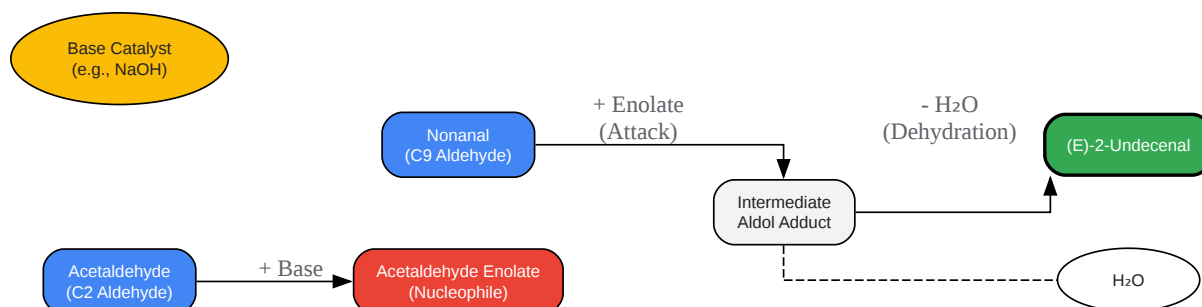 Base Catalyst
(e.g., NaOH)
+ Enolate
(Attack)
- H₂O
(Dehydration)
Nonanal
(C9 Aldehyde)
(E)-2-Undecenal
Intermediate
Aldol Adduct
Acetaldehyde
(C2 Aldehyde)
+ Base
Acetaldehyde Enolate
(Nucleophile)
H₂O